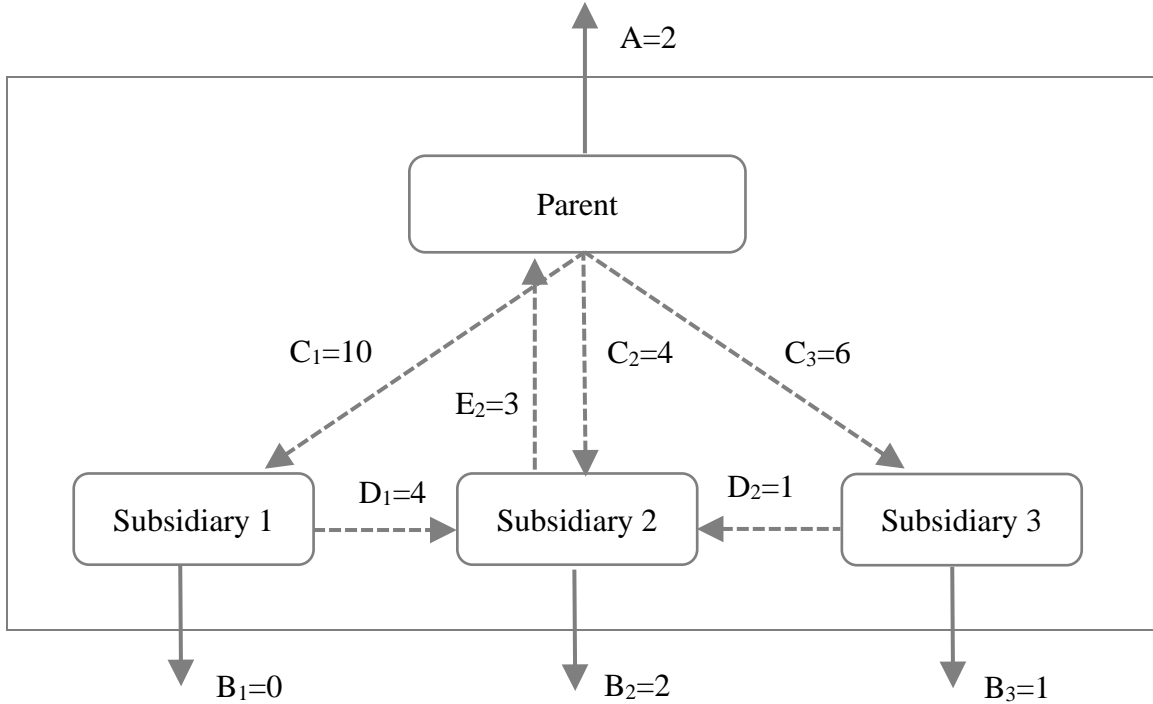 A=2
Parent
C₁=10
C₂=4
C₃=6
E₂=3
D₁=4
D₂=1
Subsidiary 1
Subsidiary 2
Subsidiary 3
B₁=0
B₂=2
B₃=1